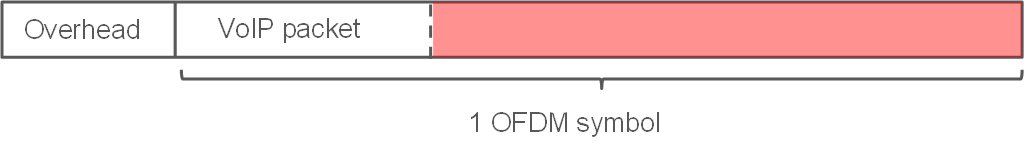 Overhead
VoIP packet
1 OFDM symbol